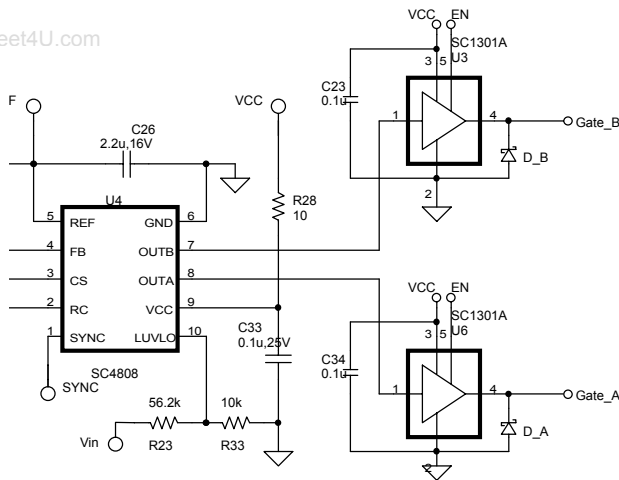 eet4U.com
VCC EN
SC1301A
U3
3 5
C23
0.1u
1
4
Gate_B
D_B
2
F
C26
2.2u,16V
VCC
R28
10
U4
5 REF GND 6
4 FB OUTB 7
3 CS OUTA 8
2 RC VCC 9
1 SYNC LUVLO 10
SC4808
SYNC
C33
0.1u,25V
56.2k
10k
Vin
R23
R33
VCC EN
SC1301A
U6
3 5
C34
0.1u
1
4
Gate_A
D_A
2